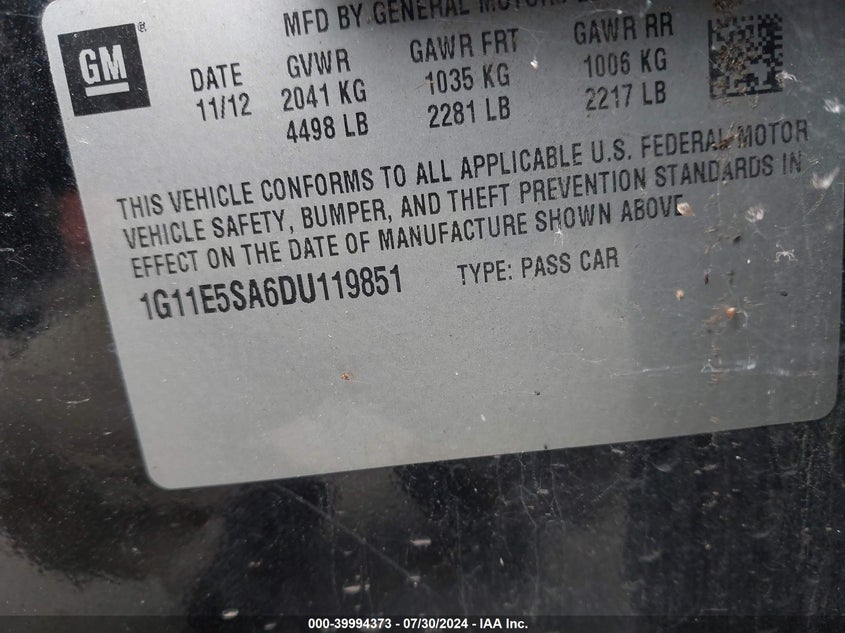 MFD BY GENERAL MOTORS
GM ®
DATE 11/12
GVWR 2041 KG 4498 LB
GAWR FRT 1035 KG 2281 LB
GAWR RR 1006 KG 2217 LB
THIS VEHICLE CONFORMS TO ALL APPLICABLE U.S. FEDERAL MOTOR
VEHICLE SAFETY, BUMPER, AND THEFT PREVENTION STANDARDS IN
EFFECT ON THE DATE OF MANUFACTURE SHOWN ABOVE
1G11E5SA6DU119851 TYPE: PASS CAR
000-39994373 - 07/30/2024 - IAA Inc.